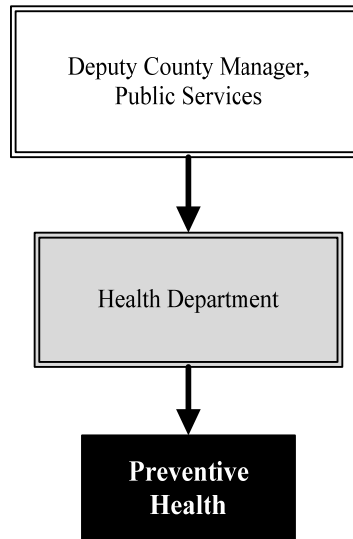 Deputy County Manager,
Public Services
Health Department
Preventive
Health